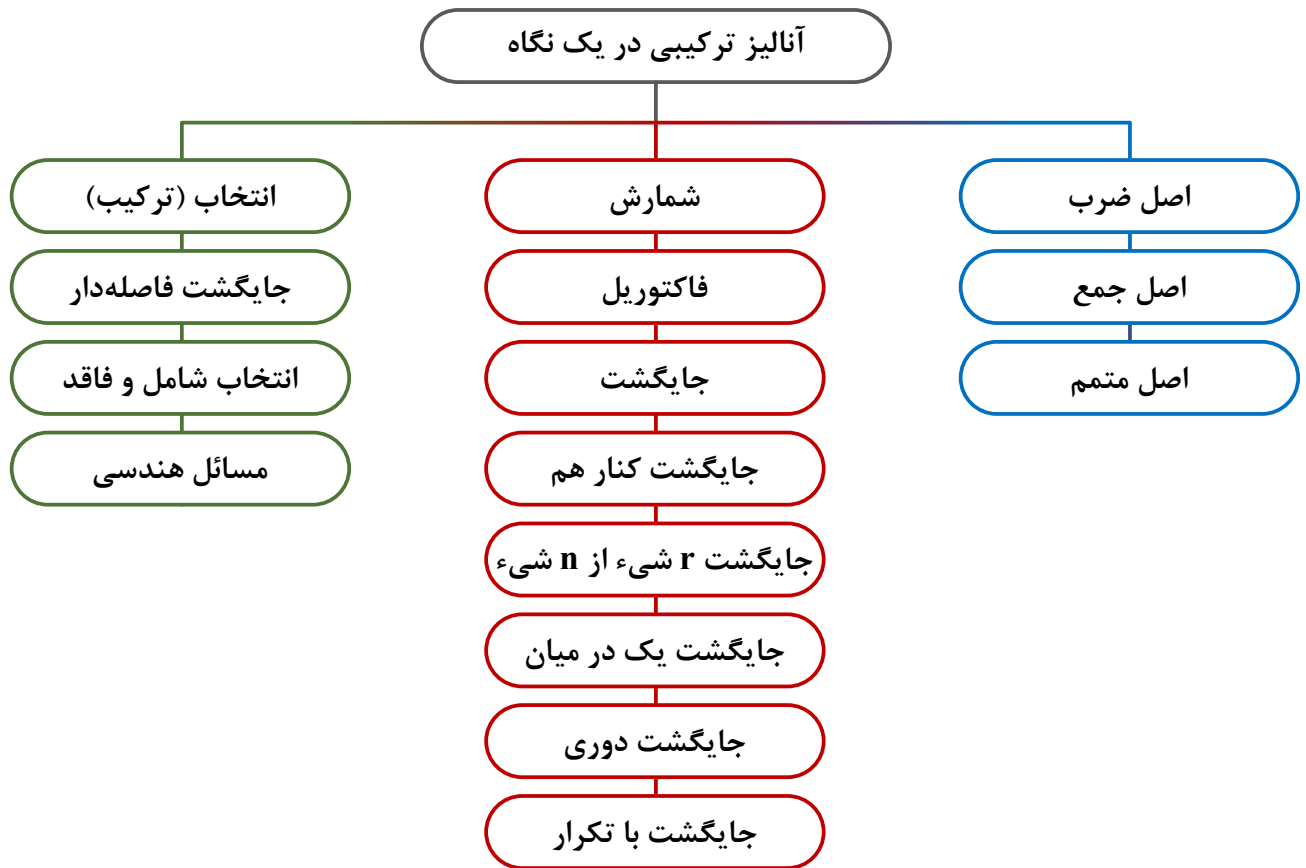 آنالیز ترکیبی در یک نگاه
اصل ضرب
اصل جمع
اصل متمم
شمارش
فاکتوریل
جایگشت
جایگشت کنار هم
جایگشت r شیء از n شیء
جایگشت یک در میان
جایگشت دوری
جایگشت با تکرار
انتخاب (ترکیب)
جایگشت فاصله‌دار
انتخاب شامل و فاقد
مسائل هندسی